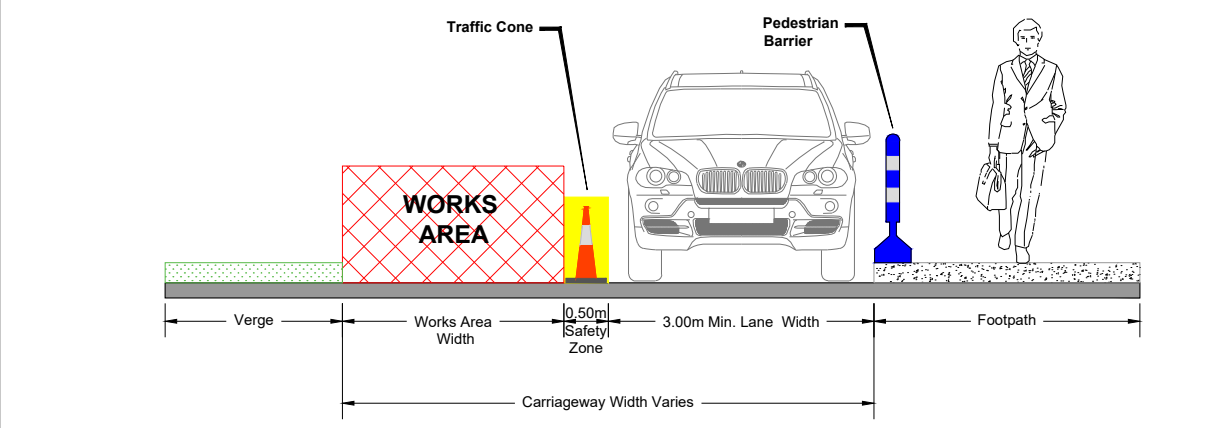 Traffic Cone
Pedestrian
Barrier
WORKS
AREA
Verge
Works Area
Width
0.50m
Safety
Zone
3.00m Min. Lane Width
Footpath
Carriageway Width Varies